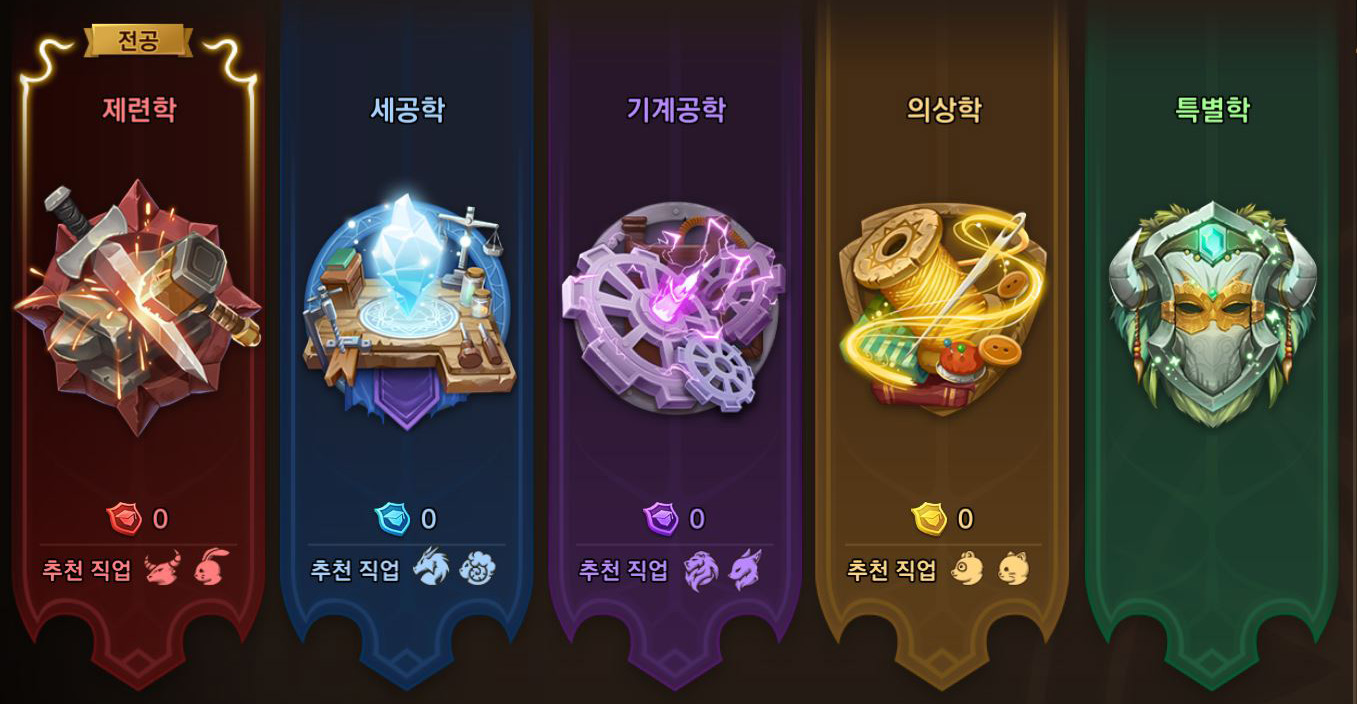 전공
제련학
세공학
기계공학
의상학
특별학
0
0
0
0
추천 직업
추천 직업
추천 직업
추천 직업